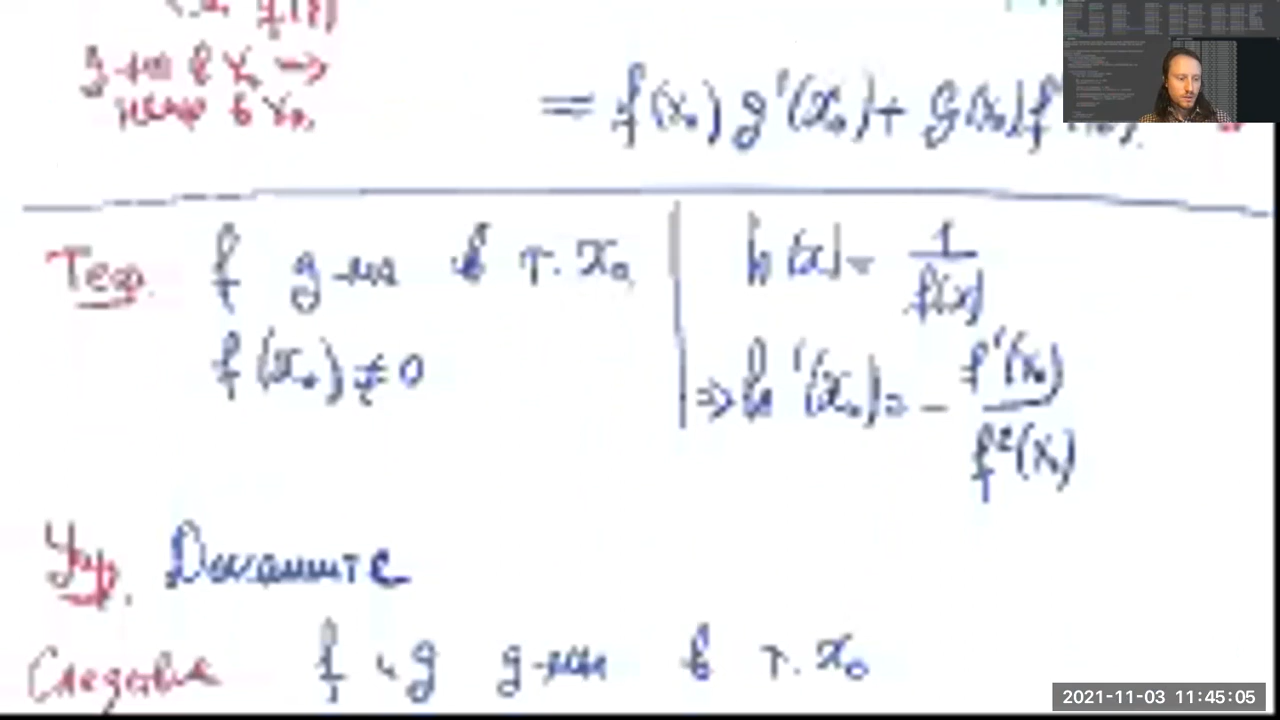 д-ма в x₀ →
непр в x₀.
= f(x₀) g'(x₀) + g(x₀) f
Теор. f д-ма в т. x₀
f(x₀) ≠ 0
h(x) = 1/f(x)
⇒ h'(x₀) = - f'(x₀)/f²(x₀)
Упр. Докажите
Следствие f и g д-мы в т. x₀
2021-11-03 11:45:05